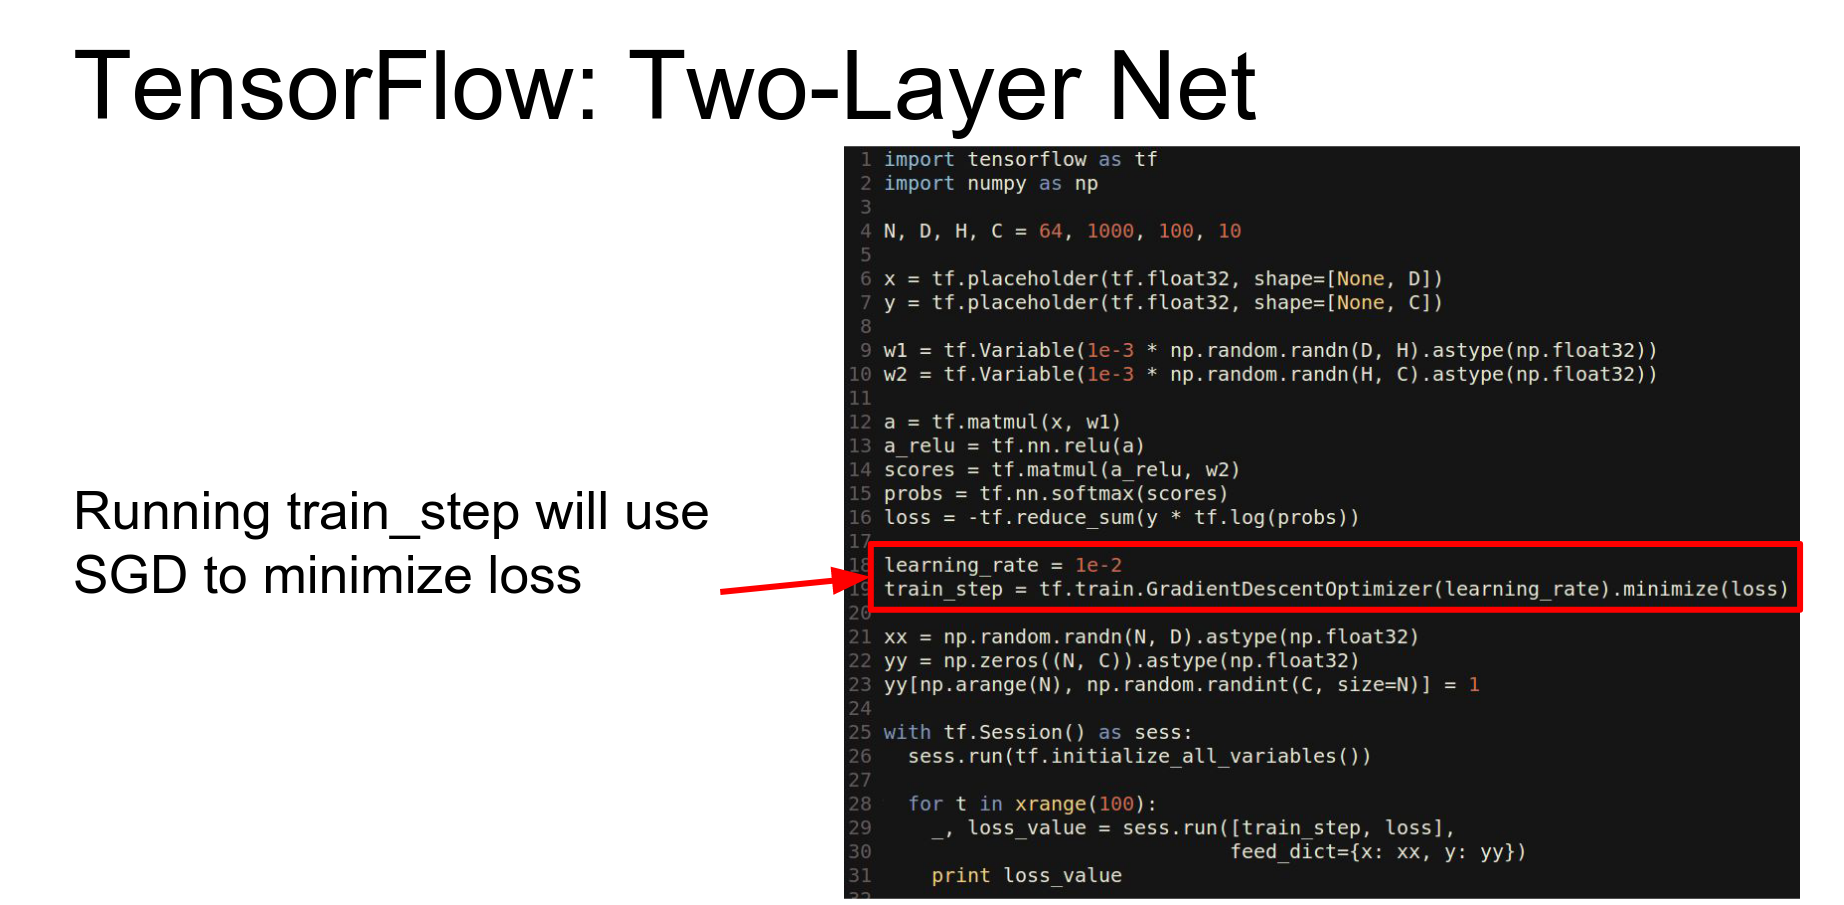 TensorFlow: Two-Layer Net
Running train_step will use
SGD to minimize loss
1 import tensorflow as tf
2 import numpy as np
3
4 N, D, H, C = 64, 1000, 100, 10
5
6 x = tf.placeholder(tf.float32, shape=[None, D])
7 y = tf.placeholder(tf.float32, shape=[None, C])
8
9 w1 = tf.Variable(1e-3 * np.random.randn(D, H).astype(np.float32))
10 w2 = tf.Variable(1e-3 * np.random.randn(H, C).astype(np.float32))
11
12 a = tf.matmul(x, w1)
13 a_relu = tf.nn.relu(a)
14 scores = tf.matmul(a_relu, w2)
15 probs = tf.nn.softmax(scores)
16 loss = -tf.reduce_sum(y * tf.log(probs))
17
18 learning_rate = 1e-2
19 train_step = tf.train.GradientDescentOptimizer(learning_rate).minimize(loss)
20
21 xx = np.random.randn(N, D).astype(np.float32)
22 yy = np.zeros((N, C)).astype(np.float32)
23 yy[np.arange(N), np.random.randint(C, size=N)] = 1
24
25 with tf.Session() as sess:
26   sess.run(tf.initialize_all_variables())
27
28   for t in xrange(100):
29     _, loss_value = sess.run([train_step, loss],
30                              feed_dict={x: xx, y: yy})
31     print loss_value
32